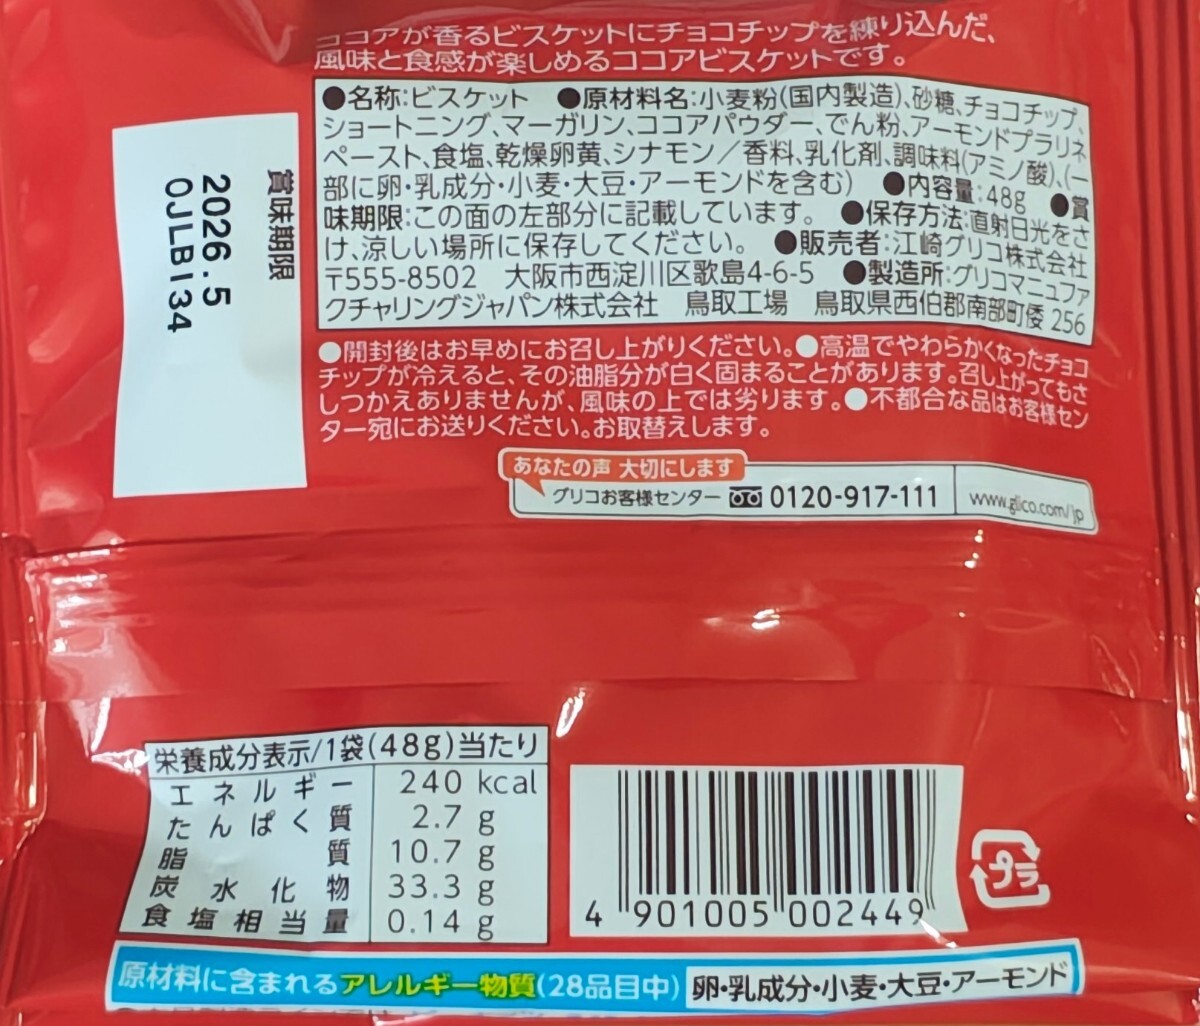 ココアが香るビスケットにチョコチップを練り込んだ、
風味と食感が楽しめるココアビスケットです。
●名称:ビスケット ●原材料名:小麦粉(国内製造)、砂糖、チョコチップ、
ショートニング、マーガリン、ココアパウダー、でん粉、アーモンドプラリネ
ペースト、食塩、乾燥卵黄、シナモン/香料、乳化剤、調味料(アミノ酸)、(一
部に卵・乳成分・小麦・大豆・アーモンドを含む) ●内容量:48g ●賞
味期限:この面の左部分に記載しています。 ●保存方法:直射日光をさ
け、涼しい場所に保存してください。 ●販売者:江崎グリコ株式会社
〒555-8502 大阪市西淀川区歌島4-6-5 ●製造所:グリコマニュファ
クチャリングジャパン株式会社 鳥取工場 鳥取県西伯郡南部町倭 256
賞味期限
2026.5
OJLB134
●開封後はお早めにお召し上がりください。●高温でやわらかくなったチョコ
チップが冷えると、その油脂分が白く固まることがあります。召し上がってもさ
しつかえありませんが、風味の上では劣ります。●不都合な品はお客様セン
ター宛にお送りください。お取替えします。
あなたの声 大切にします
グリコお客様センター 0120-917-111 www.glico.com/jp
栄養成分表示/1袋(48g)当たり
エネルギー 240 kcal
たんぱく質 2.7 g
脂質 10.7 g
炭水化物 33.3 g
食塩相当量 0.14 g
4 901005 002449
プラ
原材料に含まれるアレルギー物質(28品目中) 卵・乳成分・小麦・大豆・アーモンド